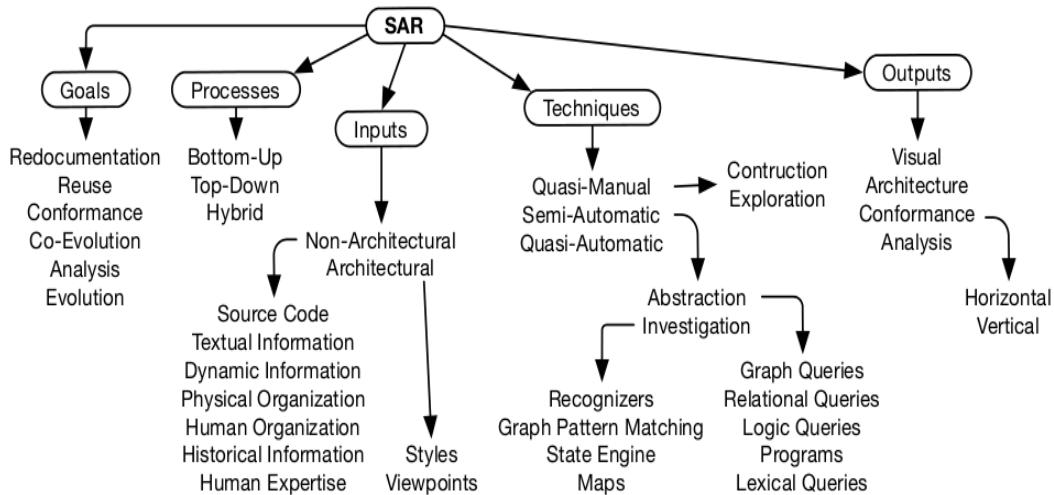 SAR
Goals
Processes
Inputs
Techniques
Outputs
Redocumentation
Reuse
Conformance
Co-Evolution
Analysis
Evolution
Bottom-Up
Top-Down
Hybrid
Non-Architectural
Architectural
Source Code
Textual Information
Dynamic Information
Physical Organization
Human Organization
Historical Information
Human Expertise
Styles
Viewpoints
Quasi-Manual
Semi-Automatic
Quasi-Automatic
Contruction
Exploration
Abstraction
Investigation
Recognizers
Graph Pattern Matching
State Engine
Maps
Graph Queries
Relational Queries
Logic Queries
Programs
Lexical Queries
Visual
Architecture
Conformance
Analysis
Horizontal
Vertical